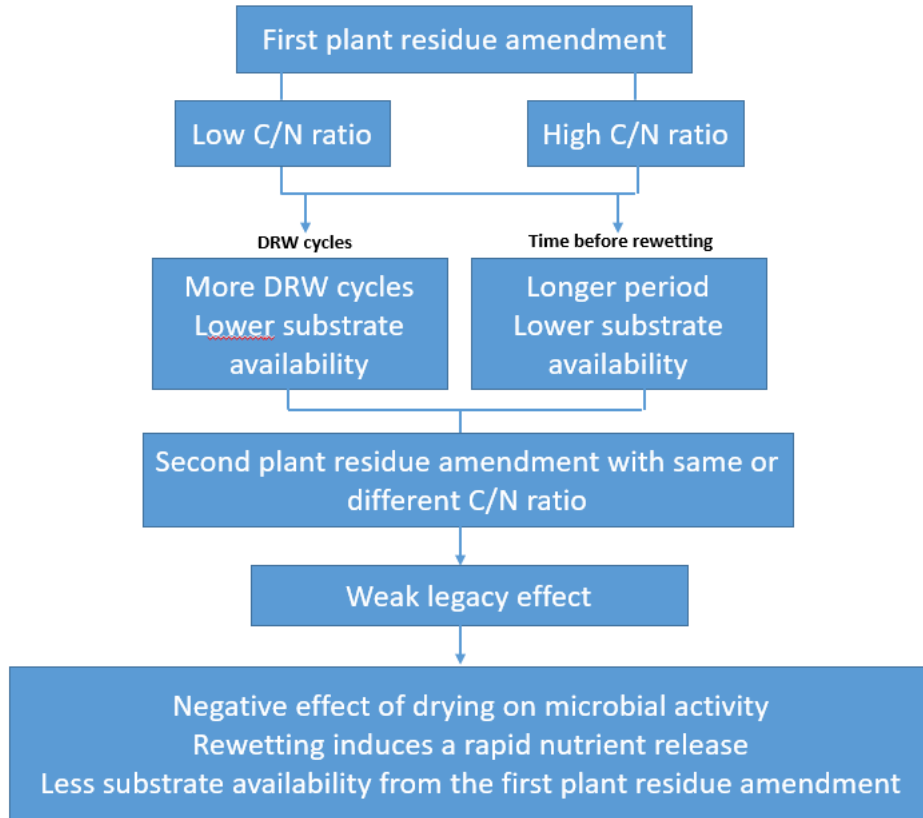 First plant residue amendment
Low C/N ratio
High C/N ratio
DRW cycles
Time before rewetting
More DRW cycles
Lower substrate
availability
Longer period
Lower substrate
availability
Second plant residue amendment with same or
different C/N ratio
Weak legacy effect
Negative effect of drying on microbial activity
Rewetting induces a rapid nutrient release
Less substrate availability from the first plant residue amendment